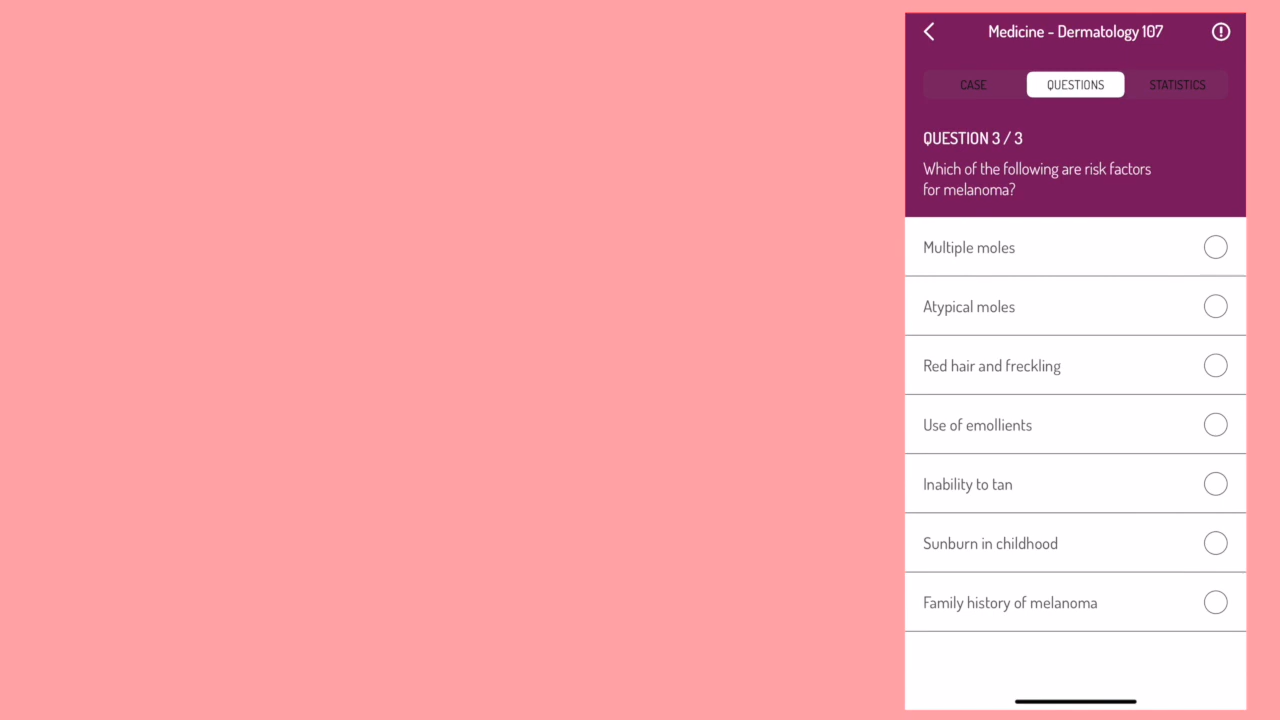 Medicine - Dermatology 107
CASE
QUESTIONS
STATISTICS
QUESTION 3 / 3
Which of the following are risk factors
for melanoma?
Multiple moles
Atypical moles
Red hair and freckling
Use of emollients
Inability to tan
Sunburn in childhood
Family history of melanoma